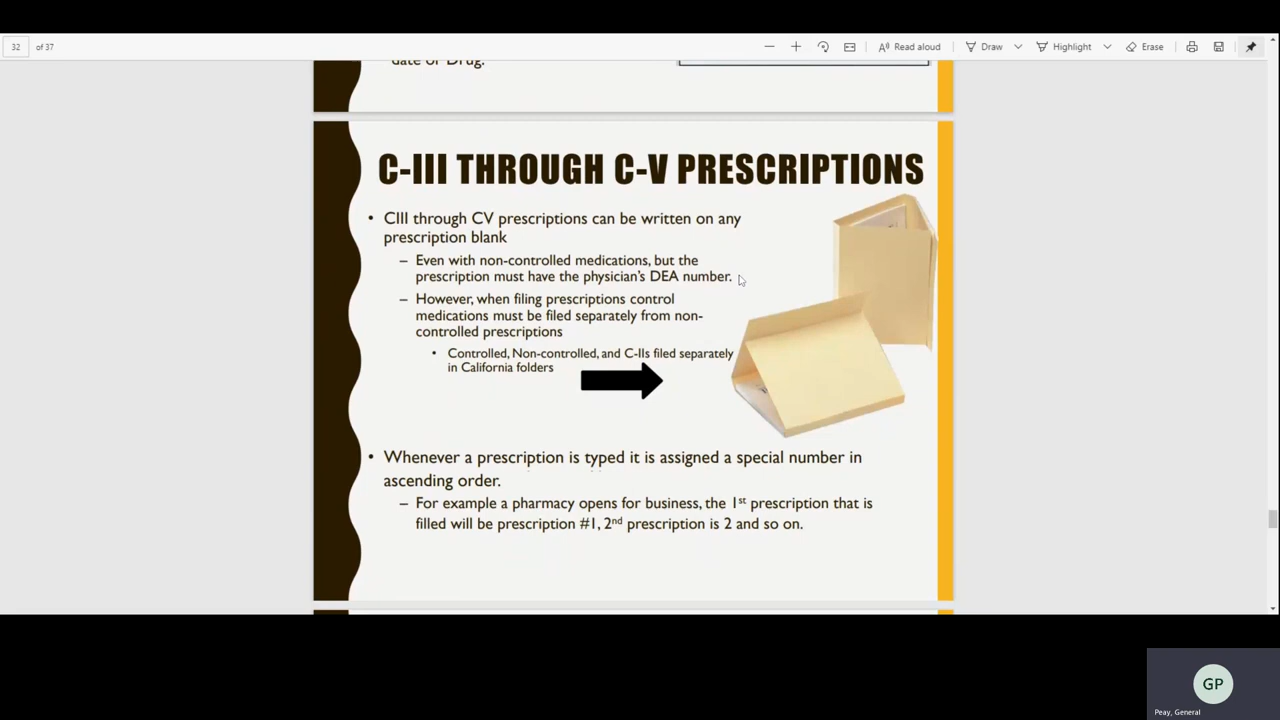 32 of 37
Read aloud
Draw
Highlight
Erase
date of Drug.
C-III THROUGH C-V PRESCRIPTIONS
• CIII through CV prescriptions can be written on any
prescription blank
– Even with non-controlled medications, but the
prescription must have the physician's DEA number.
– However, when filing prescriptions control
medications must be filed separately from non-
controlled prescriptions
• Controlled, Non-controlled, and C-IIs filed separately
in California folders
• Whenever a prescription is typed it is assigned a special number in
ascending order.
– For example a pharmacy opens for business, the 1st prescription that is
filled will be prescription #1, 2nd prescription is 2 and so on.
GP
Peay, General